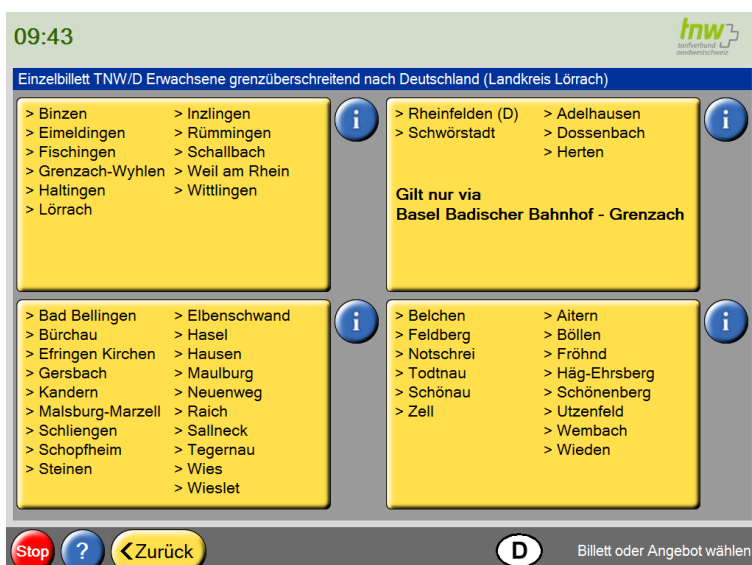 09:43
tnw
tarifverbund
nordwestschweiz
Einzelbillett TNW/D Erwachsene grenzüberschreitend nach Deutschland (Landkreis Lörrach)
> Binzen
> Eimeldingen
> Fischingen
> Grenzach-Wyhlen
> Haltingen
> Lörrach
> Inzlingen
> Rümmingen
> Schallbach
> Weil am Rhein
> Wittlingen
i
> Rheinfelden (D)
> Schwörstadt
> Adelhausen
> Dossenbach
> Herten
Gilt nur via
Basel Badischer Bahnhof - Grenzach
i
> Bad Bellingen
> Bürchau
> Efringen Kirchen
> Gersbach
> Kandern
> Malsburg-Marzell
> Schliengen
> Schopfheim
> Steinen
> Elbenschwand
> Hasel
> Hausen
> Maulburg
> Neuenweg
> Raich
> Sallneck
> Tegernau
> Wies
> Wieslet
i
> Belchen
> Feldberg
> Notschrei
> Todtnau
> Schönau
> Zell
> Aitern
> Böllen
> Fröhnd
> Häg-Ehrsberg
> Schönenberg
> Utzenfeld
> Wembach
> Wieden
i
Stop
?
Zurück
D
Billett oder Angebot wählen